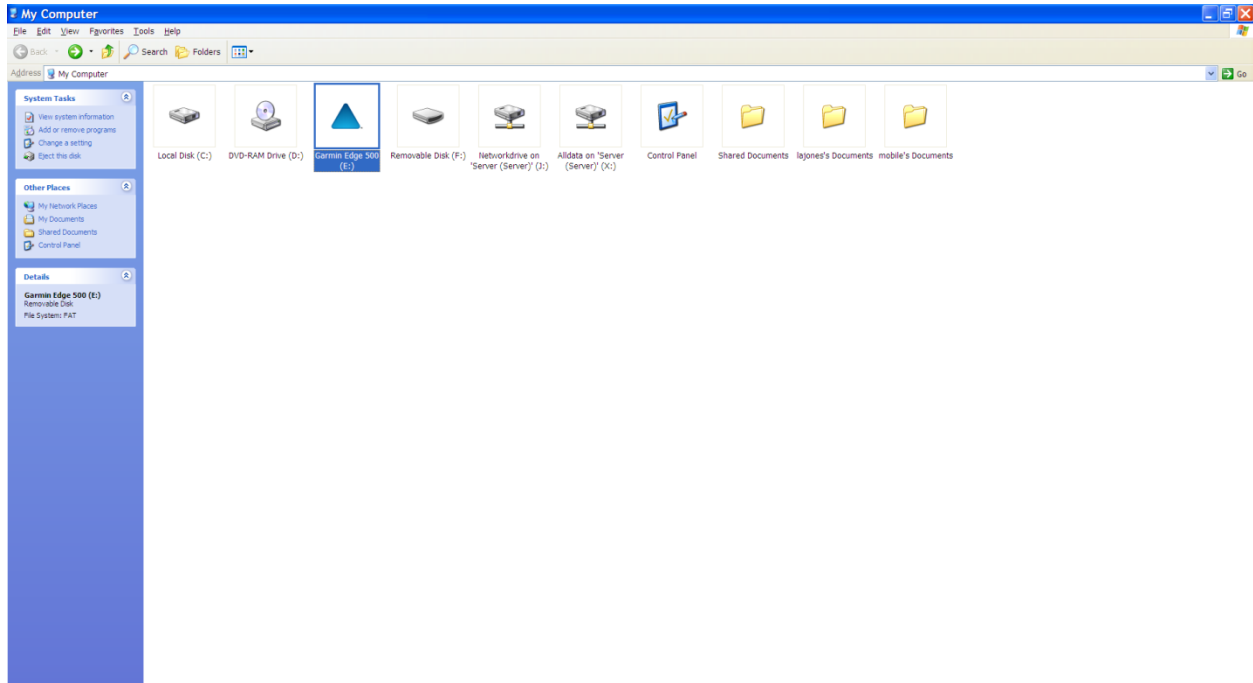 My Computer
File Edit View Favorites Tools Help
Back Search Folders
Address My Computer Go
System Tasks
View system information
Add or remove programs
Change a setting
Eject this disk
Other Places
My Network Places
My Documents
Shared Documents
Control Panel
Details
Garmin Edge 500 (E:)
Removable Disk
File System: FAT
Local Disk (C:)
DVD-RAM Drive (D:)
Garmin Edge 500
(E:)
Removable Disk (F:)
Networkdrive on
'Server (Server)' (J:)
Alldata on 'Server
(Server)' (X:)
Control Panel
Shared Documents
lajones's Documents
mobile's Documents